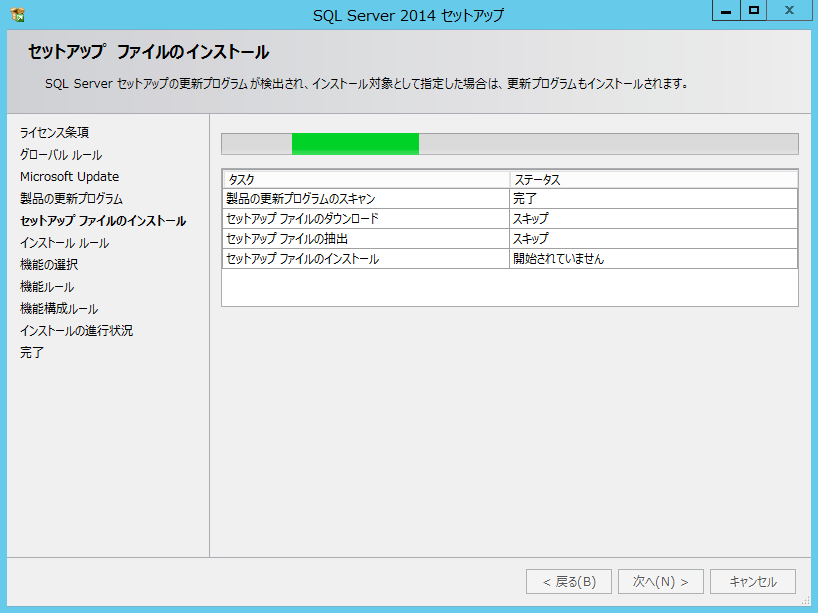 SQL Server 2014 セットアップ
セットアップ ファイルのインストール
SQL Server セットアップの更新プログラムが検出され、インストール対象として指定した場合は、更新プログラムもインストールされます。
ライセンス条項
グローバル ルール
Microsoft Update
製品の更新プログラム
セットアップ ファイルのインストール
インストール ルール
機能の選択
機能ルール
機能構成ルール
インストールの進行状況
完了
タスク ステータス
製品の更新プログラムのスキャン 完了
セットアップ ファイルのダウンロード スキップ
セットアップ ファイルの抽出 スキップ
セットアップ ファイルのインストール 開始されていません
< 戻る(B) 次へ(N) > キャンセル